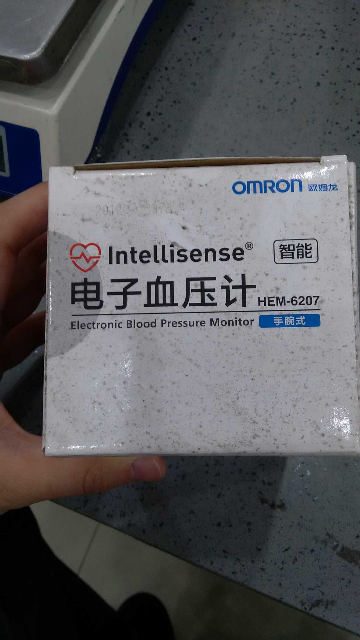 OMRON 欧姆龙
Intellisense® 智能
电子血压计 HEM-6207
Electronic Blood Pressure Monitor 手腕式